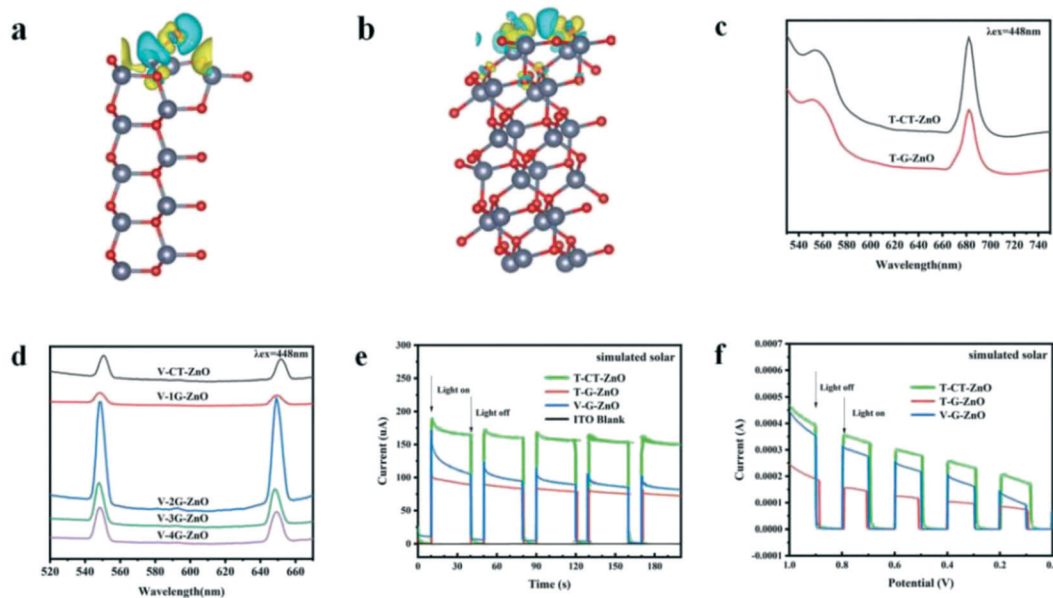 a
b
c
λex=448nm
T-CT-ZnO
T-G-ZnO
530 560 580 600 620 640 660 680 700 720 740
Wavelength(nm)
d
λex=448nm
V-CT-ZnO
V-1G-ZnO
V-2G-ZnO
V-3G-ZnO
V-4G-ZnO
520 540 560 580 600 620 640 660
Wavelength(nm)
e
simulated solar
Light on
Light off
T-CT-ZnO
T-G-ZnO
V-G-ZnO
ITO Blank
300
250
200
150
100
50
0
0 30 60 90 120 150 180
Current (uA)
Time (s)
f
simulated solar
Light off
Light on
T-CT-ZnO
T-G-ZnO
V-G-ZnO
0.0007
0.0006
0.0005
0.0004
0.0003
0.0002
0.0001
0.0000
-0.0001
1.0 0.8 0.6 0.4 0.2
Current (A)
Potential (V)